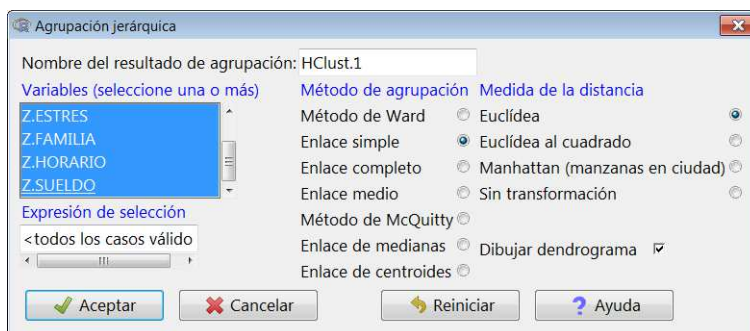 Agrupación jerárquica
Nombre del resultado de agrupación: HClust.1
Variables (seleccione una o más)
Z.ESTRES
Z.FAMILIA
Z.HORARIO
Z.SUELDO
Expresión de selección
<todos los casos válido
Método de agrupación
Método de Ward
Enlace simple
Enlace completo
Enlace medio
Método de McQuitty
Enlace de medianas
Enlace de centroides
Medida de la distancia
Euclídea
Euclídea al cuadrado
Manhattan (manzanas en ciudad)
Sin transformación
Dibujar dendrograma
Aceptar
Cancelar
Reiniciar
Ayuda